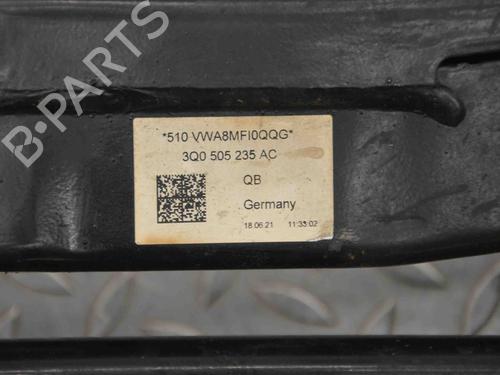 *510 VWA8MFI0QQG*
3Q0 505 235 AC
QB
Germany
18.06.21 11:33:02
B-PARTS